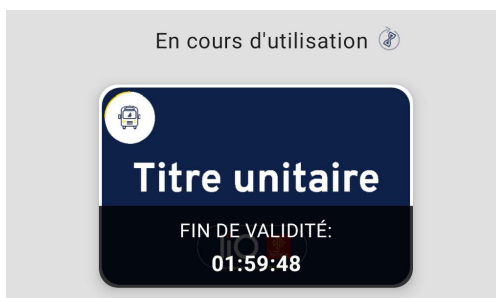 En cours d'utilisation
Titre unitaire
FIN DE VALIDITÉ:
01:59:48